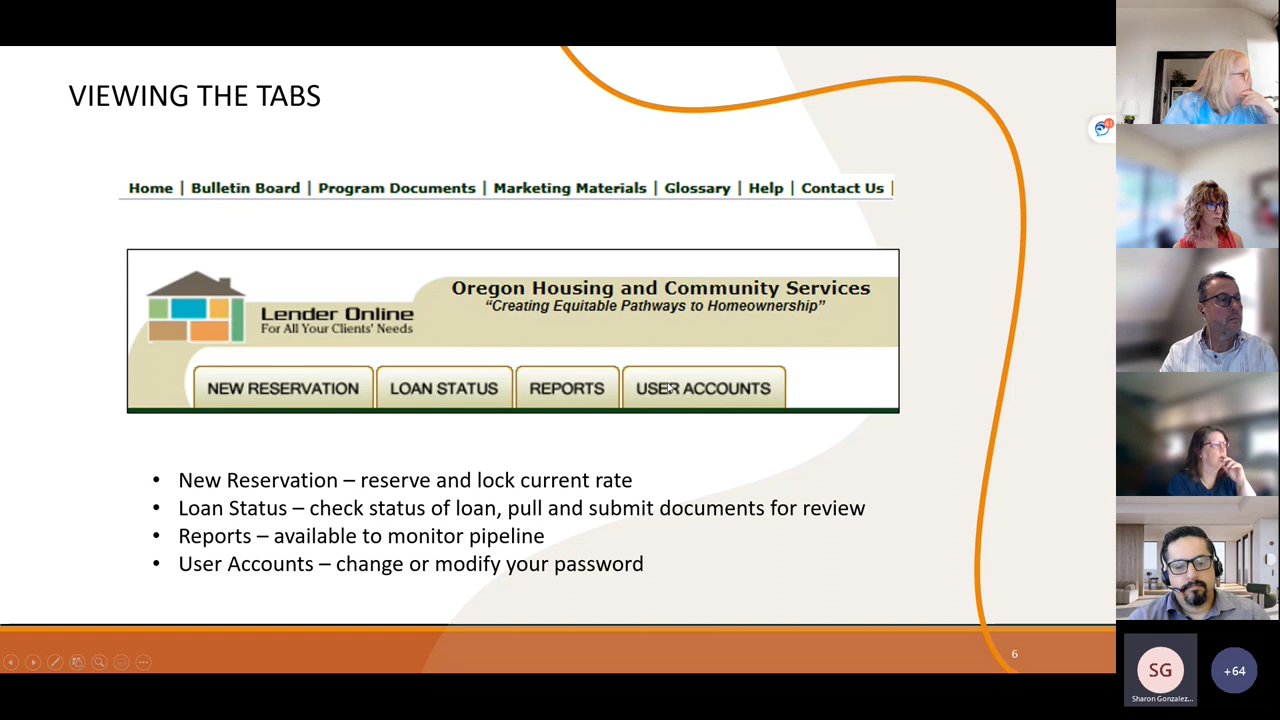 VIEWING THE TABS
Home | Bulletin Board | Program Documents | Marketing Materials | Glossary | Help | Contact Us |
Oregon Housing and Community Services
“Creating Equitable Pathways to Homeownership”
Lender Online
For All Your Clients' Needs
NEW RESERVATION
LOAN STATUS
REPORTS
USER ACCOUNTS
• New Reservation – reserve and lock current rate
• Loan Status – check status of loan, pull and submit documents for review
• Reports – available to monitor pipeline
• User Accounts – change or modify your password
6
SG
Sharon Gonzalez...
+64